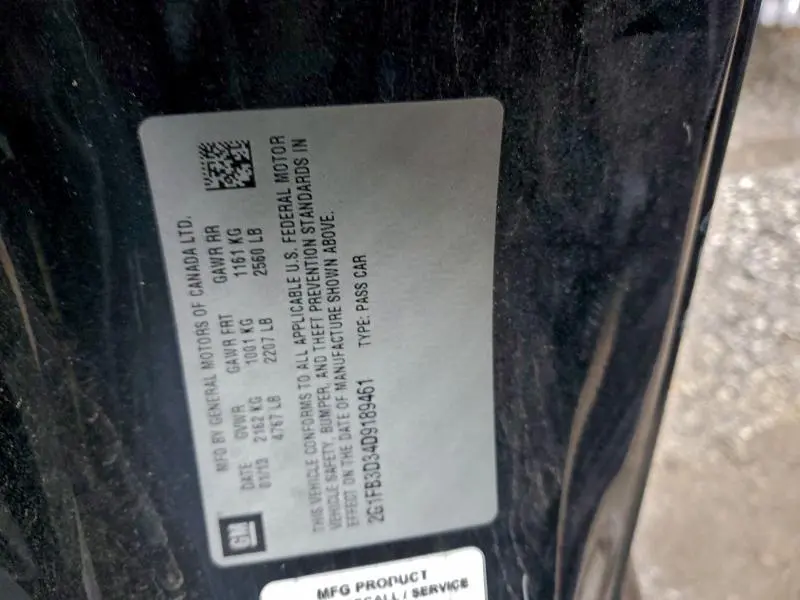 GM
MFD BY GENERAL MOTORS OF CANADA LTD.
DATE GVWR GAWR FRT GAWR RR
01/13 2162 KG 1001 KG 1161 KG
4767 LB 2207 LB 2560 LB
THIS VEHICLE CONFORMS TO ALL APPLICABLE U.S. FEDERAL MOTOR
VEHICLE SAFETY, BUMPER, AND THEFT PREVENTION STANDARDS IN
EFFECT ON THE DATE OF MANUFACTURE SHOWN ABOVE.
2G1FB3D34D9189461 TYPE: PASS CAR
MFG PRODUCT
/ SERVICE